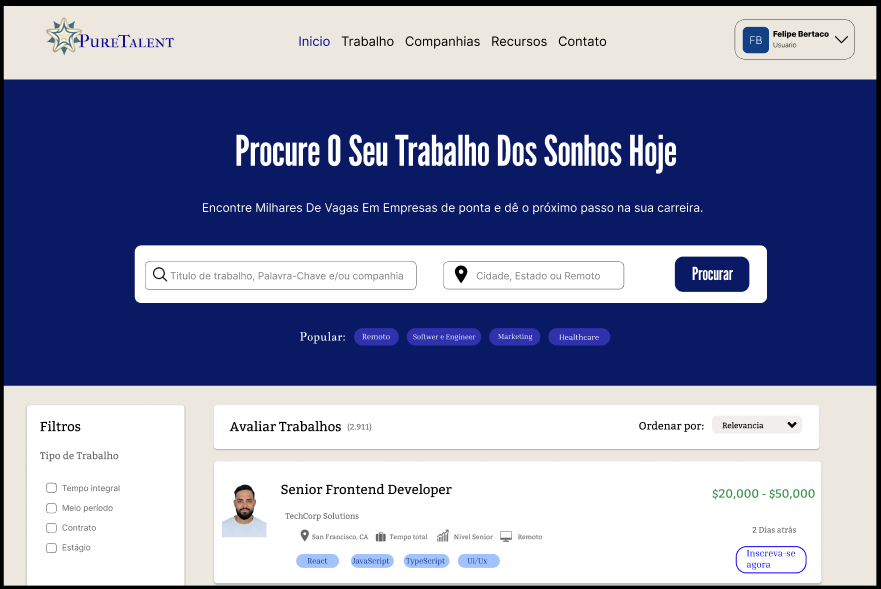 PureTalent
Início Trabalho Companhias Recursos Contato
FB
Felipe Bertaco
Usuario
Procure O Seu Trabalho Dos Sonhos Hoje
Encontre Milhares De Vagas Em Empresas de ponta e dê o próximo passo na sua carreira.
Titulo de trabalho, Palavra-Chave e/ou companhia
Cidade, Estado ou Remoto
Procurar
Popular: Remoto Softwer e Engineer Marketing Healthcare
Filtros
Tipo de Trabalho
Tempo integral
Meio período
Contrato
Estágio
Avaliar Trabalhos (2.911)
Ordenar por: Relevancia
Senior Frontend Developer
$20,000 - $50,000
TechCorp Solutions
San Francisco, CA Tempo total Nivel Senior Remoto
2 Dias atrás
React JavaScript TypeScript Ui/Ux
Inscreva-se
agora